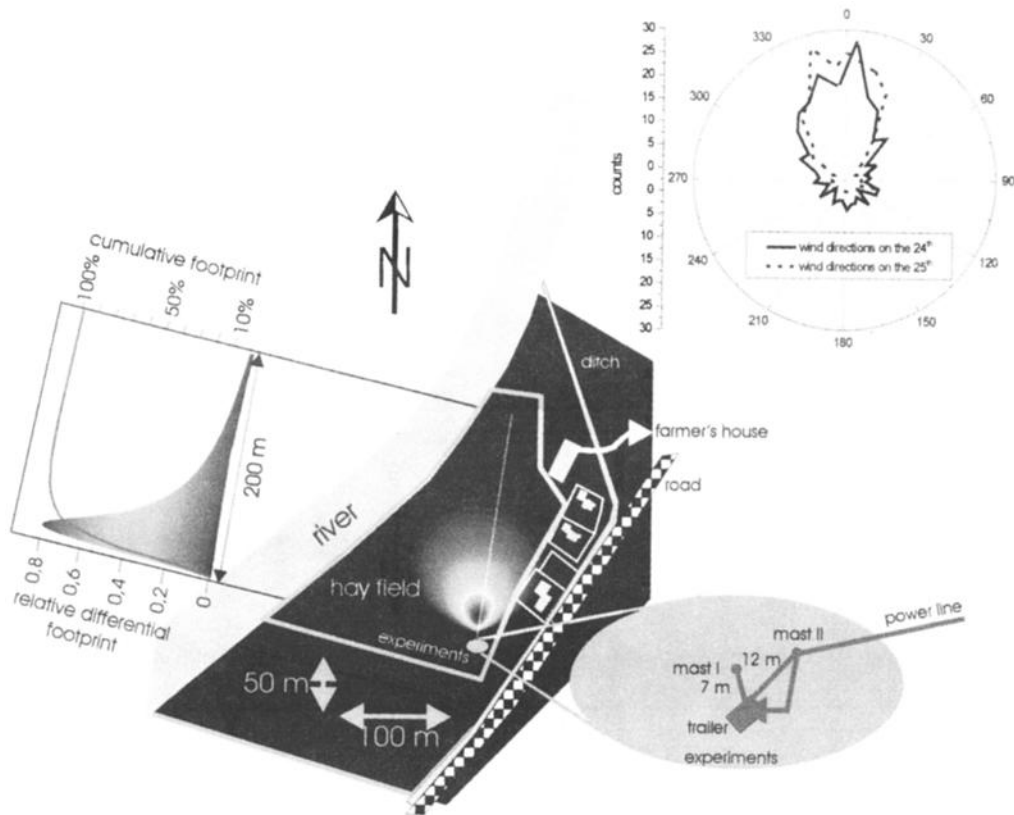 0
30
60
90
120
150
180
210
240
270
300
330
30
25
20
15
10
5
0
0
5
10
15
20
25
30
counts
wind directions on the 24th
wind directions on the 25th
N
cumulative footprint
100%
50%
10%
200 m
0,8
0,6
0,4
0,2
0
relative differential
footprint
river
ditch
farmer's house
road
hay field
experiments
50 m
100 m
power line
mast II
mast I
12 m
7 m
trailer
experiments